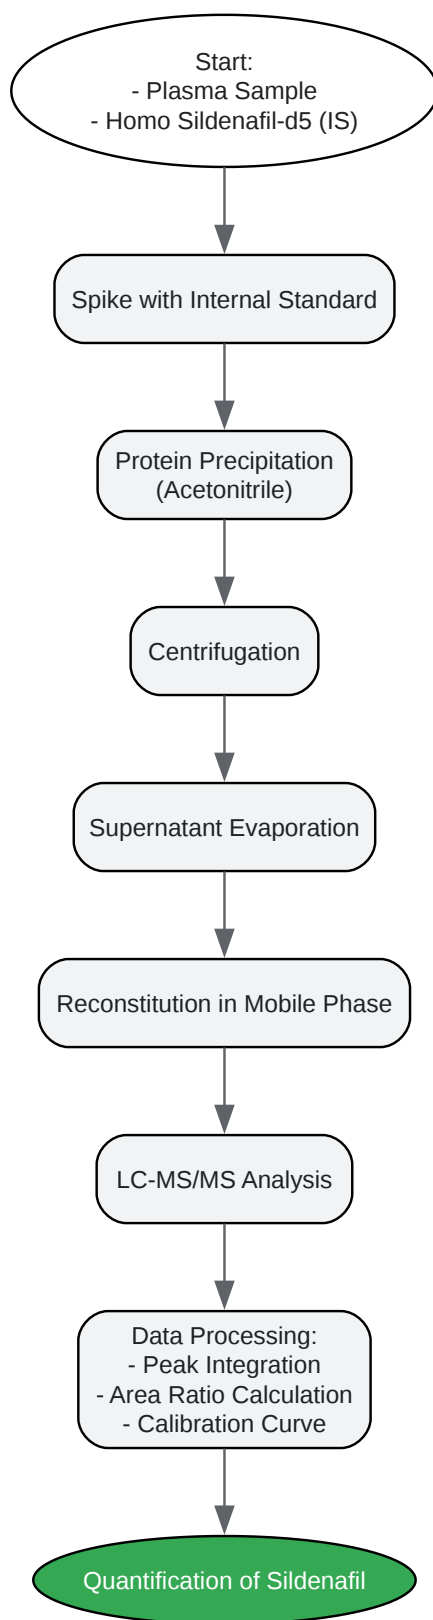 Start:
- Plasma Sample
- Homo Sildenafil-d5 (IS)
Spike with Internal Standard
Protein Precipitation
(Acetonitrile)
Centrifugation
Supernatant Evaporation
Reconstitution in Mobile Phase
LC-MS/MS Analysis
Data Processing:
- Peak Integration
- Area Ratio Calculation
- Calibration Curve
Quantification of Sildenafil